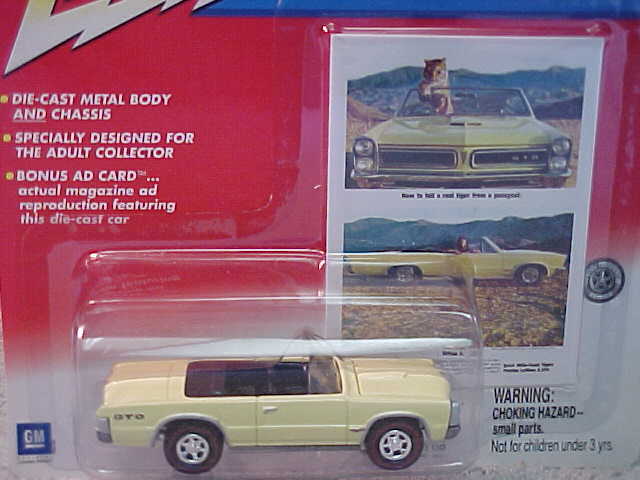 DIE-CAST METAL BODY
AND CHASSIS
SPECIALLY DESIGNED FOR
THE ADULT COLLECTOR
BONUS AD CARD™...
actual magazine ad
reproduction featuring
this die-cast car
GTO
How to tell a real tiger from a pussycat:
GTO
GM
WARNING:
CHOKING HAZARD--
small parts.
Not for children under 3 yrs.